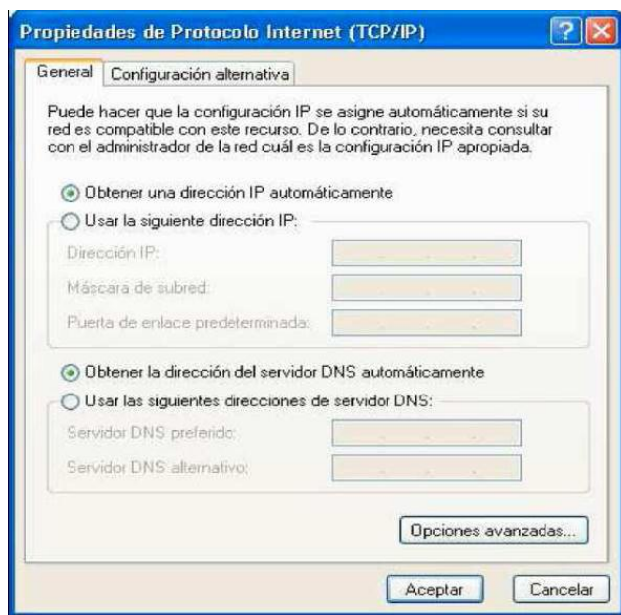 Propiedades de Protocolo Internet (TCP/IP)
General
Configuración alternativa
Puede hacer que la configuración IP se asigne automáticamente si su
red es compatible con este recurso. De lo contrario, necesita consultar
con el administrador de la red cuál es la configuración IP apropiada.
Obtener una dirección IP automáticamente
Usar la siguiente dirección IP:
Dirección IP:
Máscara de subred:
Puerta de enlace predeterminada:
Obtener la dirección del servidor DNS automáticamente
Usar las siguientes direcciones de servidor DNS:
Servidor DNS preferido:
Servidor DNS alternativo:
Opciones avanzadas...
Aceptar
Cancelar